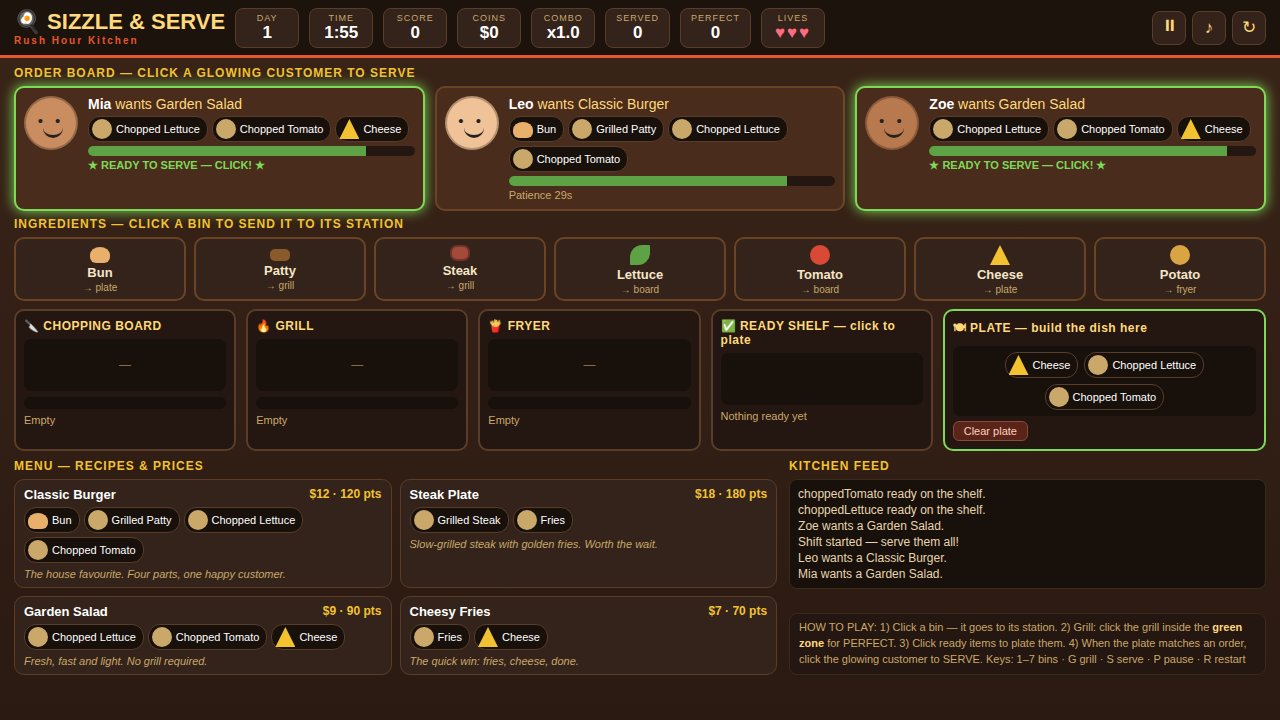 🍳 SIZZLE & SERVE
Rush Hour Kitchen
DAY
1
TIME
1:55
SCORE
0
COINS
$0
COMBO
x1.0
SERVED
0
PERFECT
0
LIVES
♥♥♥
ORDER BOARD — CLICK A GLOWING CUSTOMER TO SERVE
Mia wants Garden Salad
Chopped Lettuce
Chopped Tomato
Cheese
★ READY TO SERVE — CLICK! ★
Leo wants Classic Burger
Bun
Grilled Patty
Chopped Lettuce
Chopped Tomato
Patience 29s
Zoe wants Garden Salad
Chopped Lettuce
Chopped Tomato
Cheese
★ READY TO SERVE — CLICK! ★
INGREDIENTS — CLICK A BIN TO SEND IT TO ITS STATION
Bun
→ plate
Patty
→ grill
Steak
→ grill
Lettuce
→ board
Tomato
→ board
Cheese
→ plate
Potato
→ fryer
🔪 CHOPPING BOARD
—
Empty
🔥 GRILL
—
Empty
🍟 FRYER
—
Empty
✅ READY SHELF — click to
plate
Nothing ready yet
🍽 PLATE — build the dish here
Cheese
Chopped Lettuce
Chopped Tomato
Clear plate
MENU — RECIPES & PRICES
Classic Burger
$12 · 120 pts
Bun
Grilled Patty
Chopped Lettuce
Chopped Tomato
The house favourite. Four parts, one happy customer.
Steak Plate
$18 · 180 pts
Grilled Steak
Fries
Slow-grilled steak with golden fries. Worth the wait.
Garden Salad
$9 · 90 pts
Chopped Lettuce
Chopped Tomato
Cheese
Fresh, fast and light. No grill required.
Cheesy Fries
$7 · 70 pts
Fries
Cheese
The quick win: fries, cheese, done.
KITCHEN FEED
choppedTomato ready on the shelf.
choppedLettuce ready on the shelf.
Zoe wants a Garden Salad.
Shift started — serve them all!
Leo wants a Classic Burger.
Mia wants a Garden Salad.
HOW TO PLAY: 1) Click a bin — it goes to its station. 2) Grill: click the grill inside the green
zone for PERFECT. 3) Click ready items to plate them. 4) When the plate matches an order,
click the glowing customer to SERVE. Keys: 1–7 bins · G grill · S serve · P pause · R restart